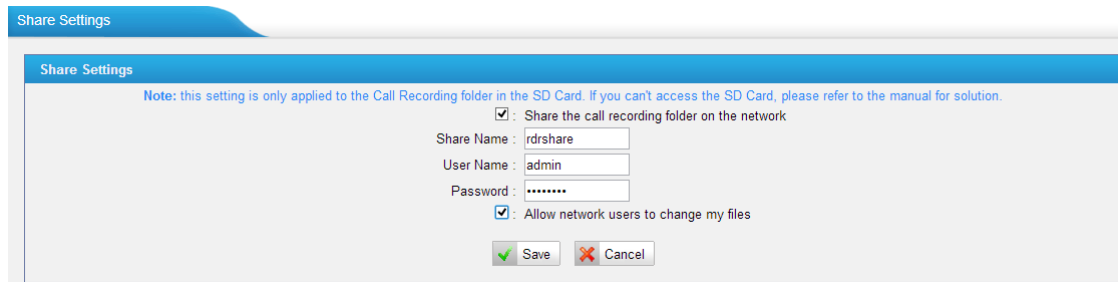 Share Settings
Share Settings
Note: this setting is only applied to the Call Recording folder in the SD Card. If you can't access the SD Card, please refer to the manual for solution.
: Share the call recording folder on the network
Share Name : rdrshare
User Name : admin
Password : ••••••••
: Allow network users to change my files
Save Cancel